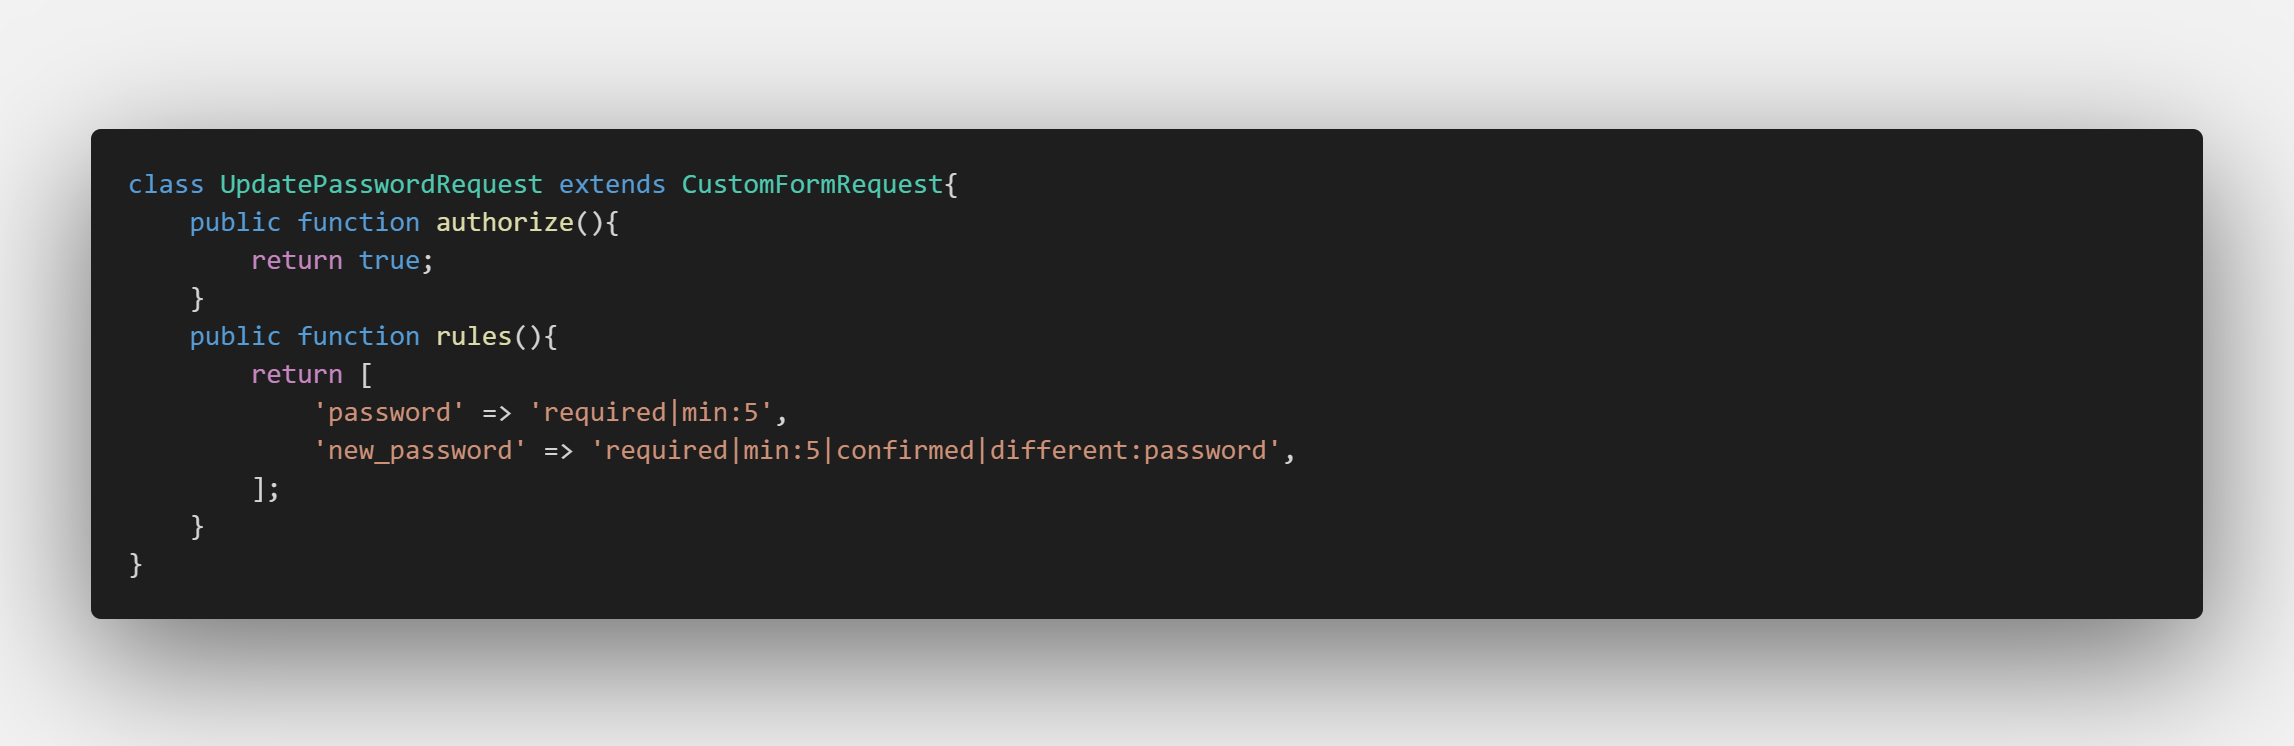 class UpdatePasswordRequest extends CustomFormRequest{
    public function authorize(){
        return true;
    }
    public function rules(){
        return [
            'password' => 'required|min:5',
            'new_password' => 'required|min:5|confirmed|different:password',
        ];
    }
}